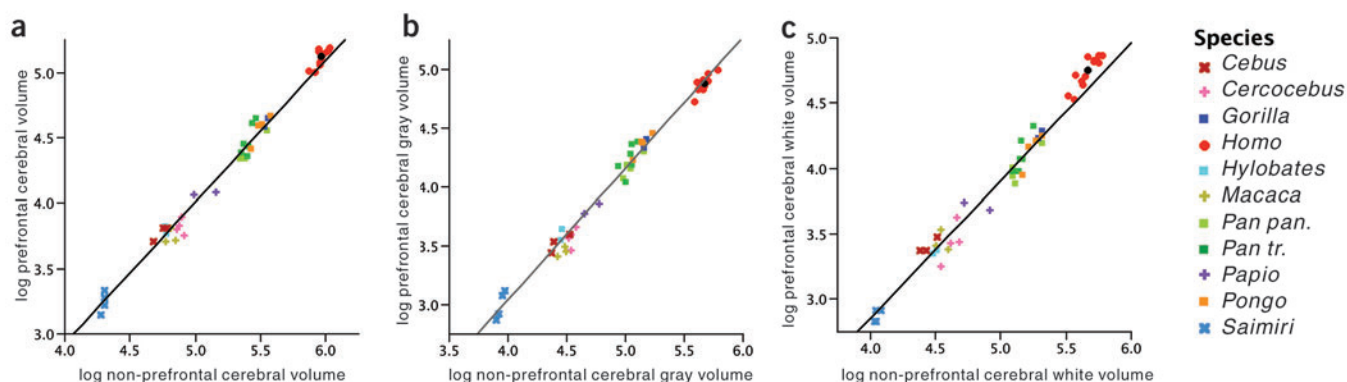 a
log prefrontal cerebral volume
5.0
4.5
4.0
3.5
3.0
4.0 4.5 5.0 5.5 6.0
log non-prefrontal cerebral volume
b
log prefrontal cerebral gray volume
5.0
4.5
4.0
3.5
3.0
3.5 4.0 4.5 5.0 5.5 6.0
log non-prefrontal cerebral gray volume
c
log prefrontal cerebral white volume
5.0
4.5
4.0
3.5
3.0
4.0 4.5 5.0 5.5 6.0
log non-prefrontal cerebral white volume
Species
Cebus
Cercocebus
Gorilla
Homo
Hylobates
Macaca
Pan pan.
Pan tr.
Papio
Pongo
Saimiri